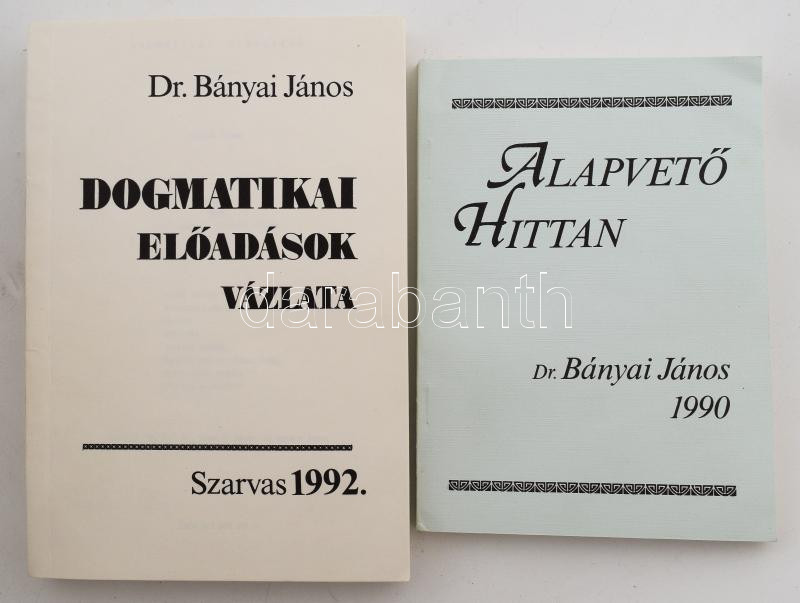 Dr. Bányai János
DOGMATIKAI
ELŐADÁSOK
VÁZLATA
Szarvas 1992.
ALAPVETŐ
HITTAN
Dr. Bányai János
1990
darabanth